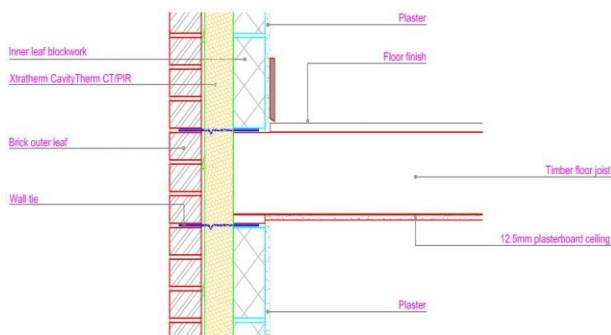 Plaster
Inner leaf blockwork
Floor finish
Xtratherm CavityTherm CT/PIR
Brick outer leaf
Timber floor joist
Wall tie
12.5mm plasterboard ceiling
Plaster